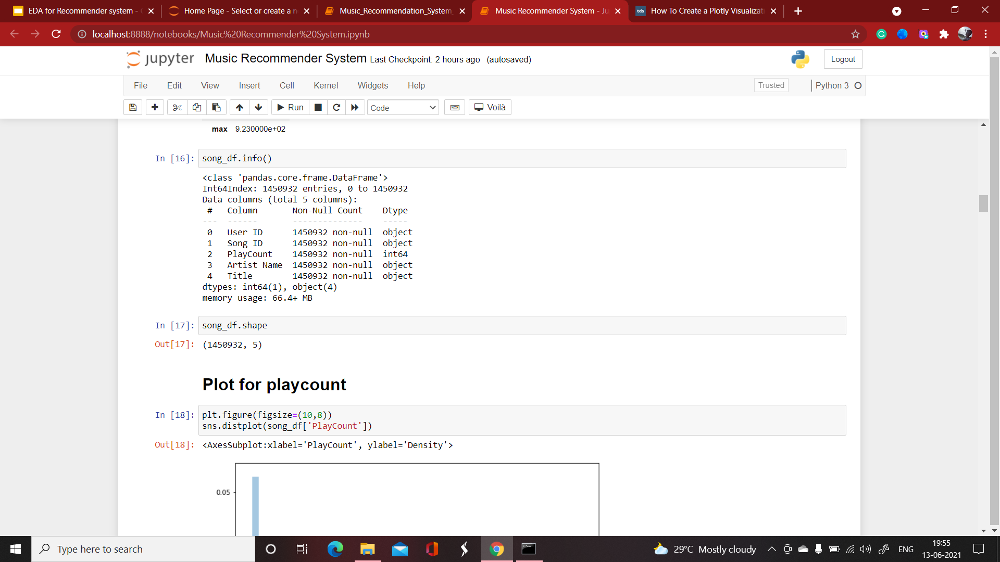 EDA for Recommender system -
Home Page - Select or create a n
Music_Recommendation_System_
Music Recommender System - Ju
tds How To Create a Plotly Visualizati
localhost:8888/notebooks/Music%20Recommender%20System.ipynb
jupyter Music Recommender System Last Checkpoint: 2 hours ago (autosaved)
Logout
File Edit View Insert Cell Kernel Widgets Help
Trusted Python 3
Run Code Voilà
max 9.230000e+02
In [16]: song_df.info()
<class 'pandas.core.frame.DataFrame'>
Int64Index: 1450932 entries, 0 to 1450932
Data columns (total 5 columns):
# Column Non-Null Count Dtype
--- ------ -------------- -----
0 User ID 1450932 non-null object
1 Song ID 1450932 non-null object
2 PlayCount 1450932 non-null int64
3 Artist Name 1450932 non-null object
4 Title 1450932 non-null object
dtypes: int64(1), object(4)
memory usage: 66.4+ MB
In [17]: song_df.shape
Out[17]: (1450932, 5)
Plot for playcount
In [18]: plt.figure(figsize=(10,8))
sns.distplot(song_df['PlayCount'])
Out[18]: <AxesSubplot:xlabel='PlayCount', ylabel='Density'>
0.05
Type here to search
29°C Mostly cloudy
ENG
19:55
13-06-2021